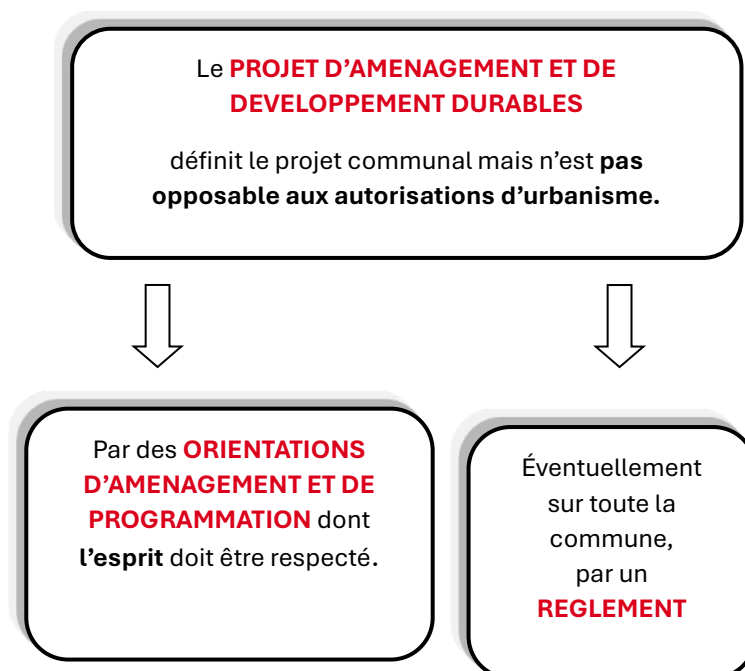 Le PROJET D’AMENAGEMENT ET DE
DEVELOPPEMENT DURABLES
définit le projet communal mais n’est pas
opposable aux autorisations d’urbanisme.
Par des ORIENTATIONS
D’AMENAGEMENT ET DE
PROGRAMMATION dont
l’esprit doit être respecté.
Éventuellement
sur toute la
commune,
par un
REGLEMENT